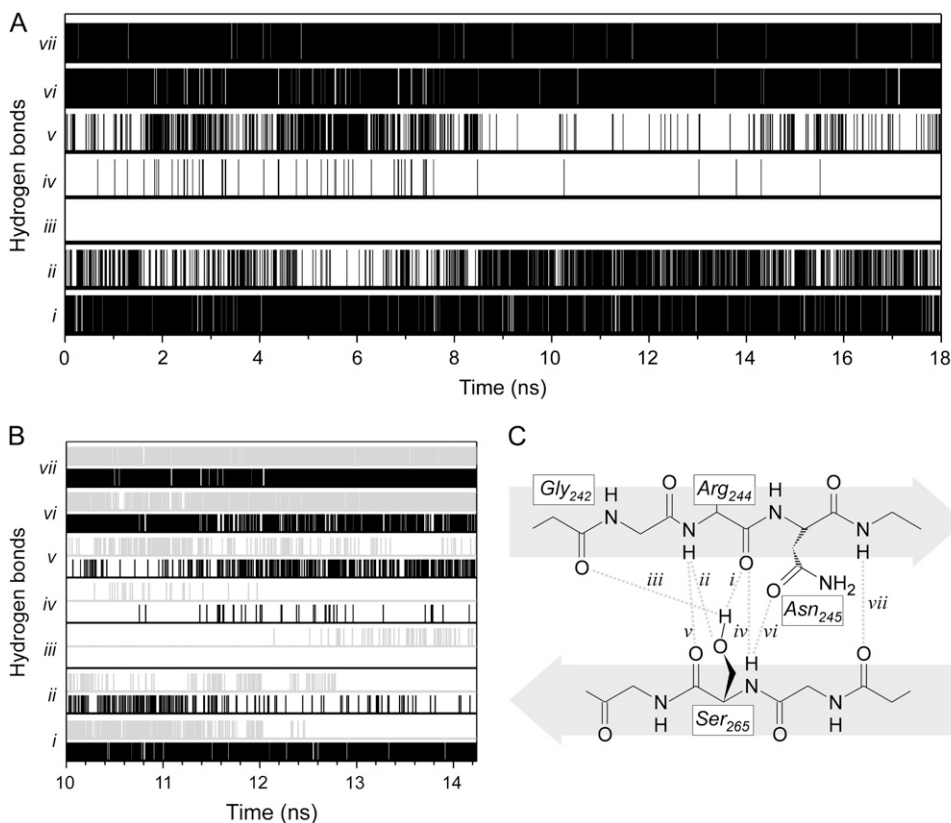 A
Hydrogen bonds
vii
vi
v
iv
iii
ii
i
0 2 4 6 8 10 12 14 16 18
Time (ns)
B
Hydrogen bonds
vii
vi
v
iv
iii
ii
i
10 11 12 13 14
Time (ns)
C
Gly242
Arg244
O O
H H
N N
N N
H H
O O
iii ii i
O NH2
Asn245
vii
H
v O iv vi
O O
H
N N
H H
N
O O
Ser265